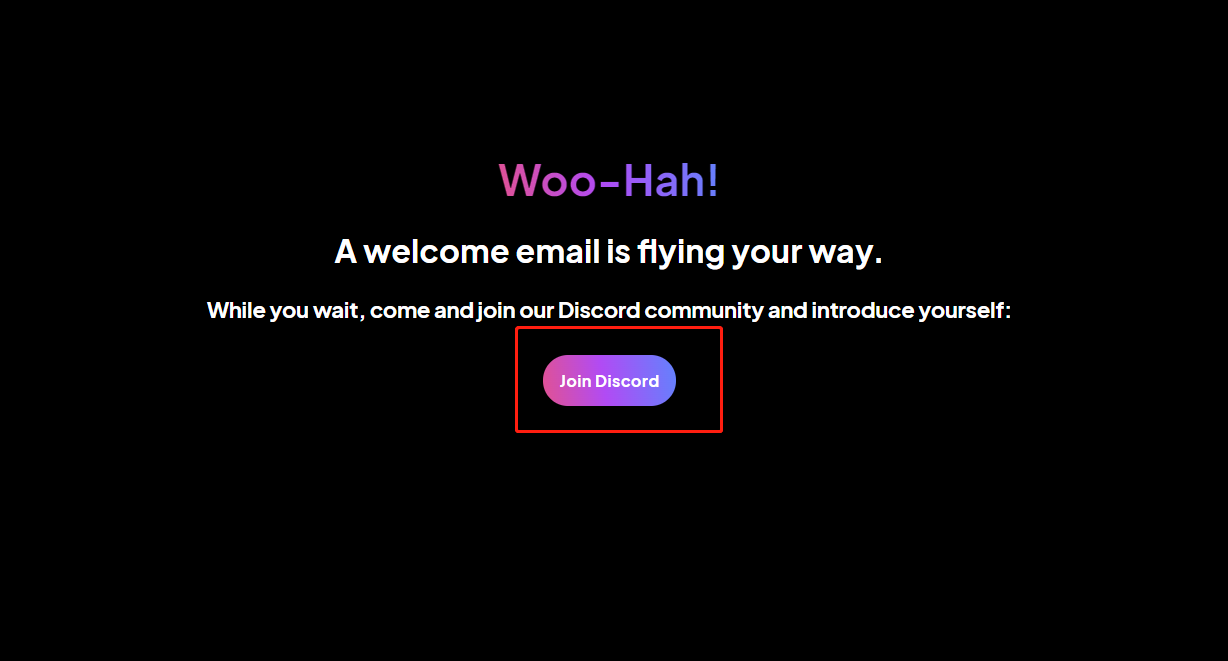 Woo-Hah!
A welcome email is flying your way.
While you wait, come and join our Discord community and introduce yourself:
Join Discord